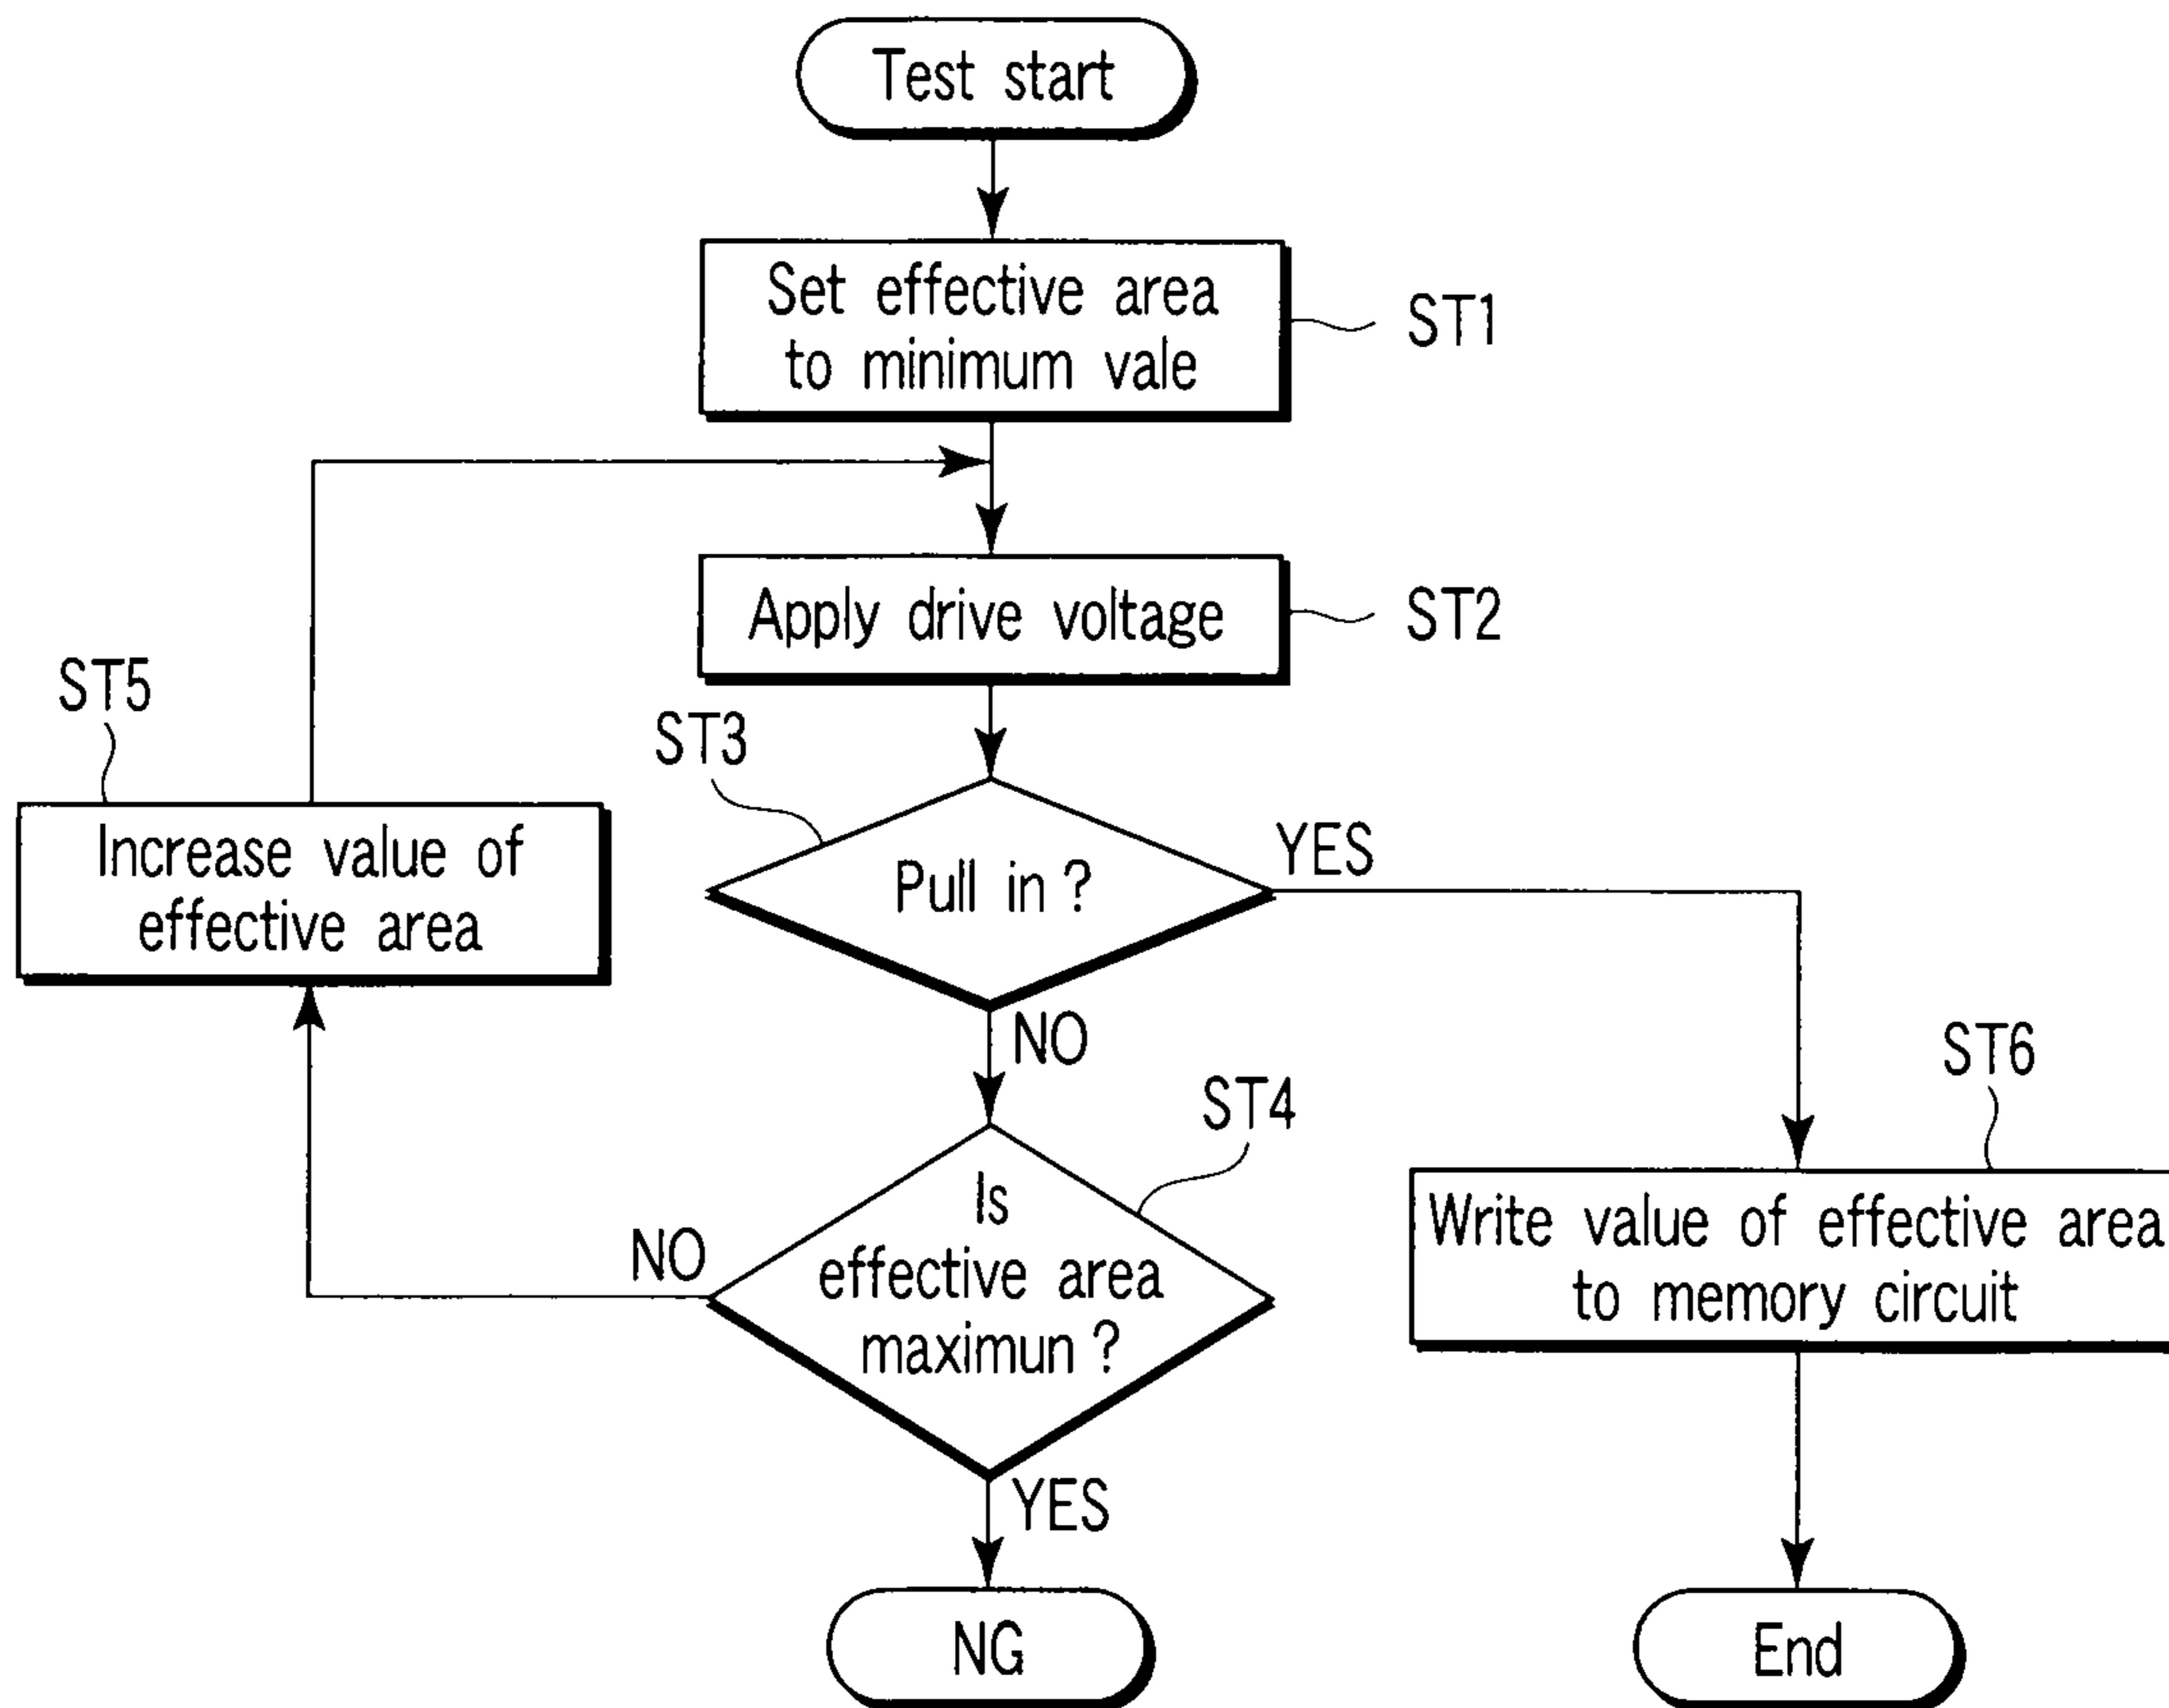 Test start
Set effective area
to minimum vale
ST1
Apply drive voltage
ST2
ST5
ST3
Increase value of
effective area
Pull in ?
YES
NO
ST4
ST6
Is
effective area
maximun ?
NO
Write value of effective area
to memory circuit
YES
NG
End